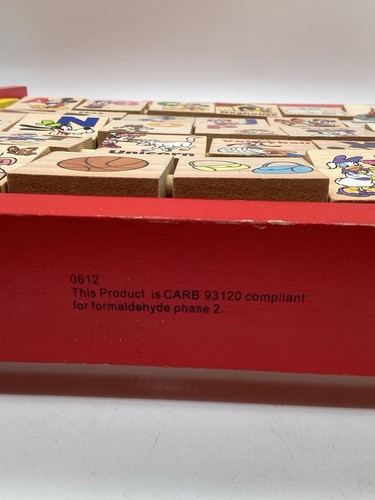 N
Unicorn
0612
This Product is CARB 93120 compliant
for formaldehyde phase 2.